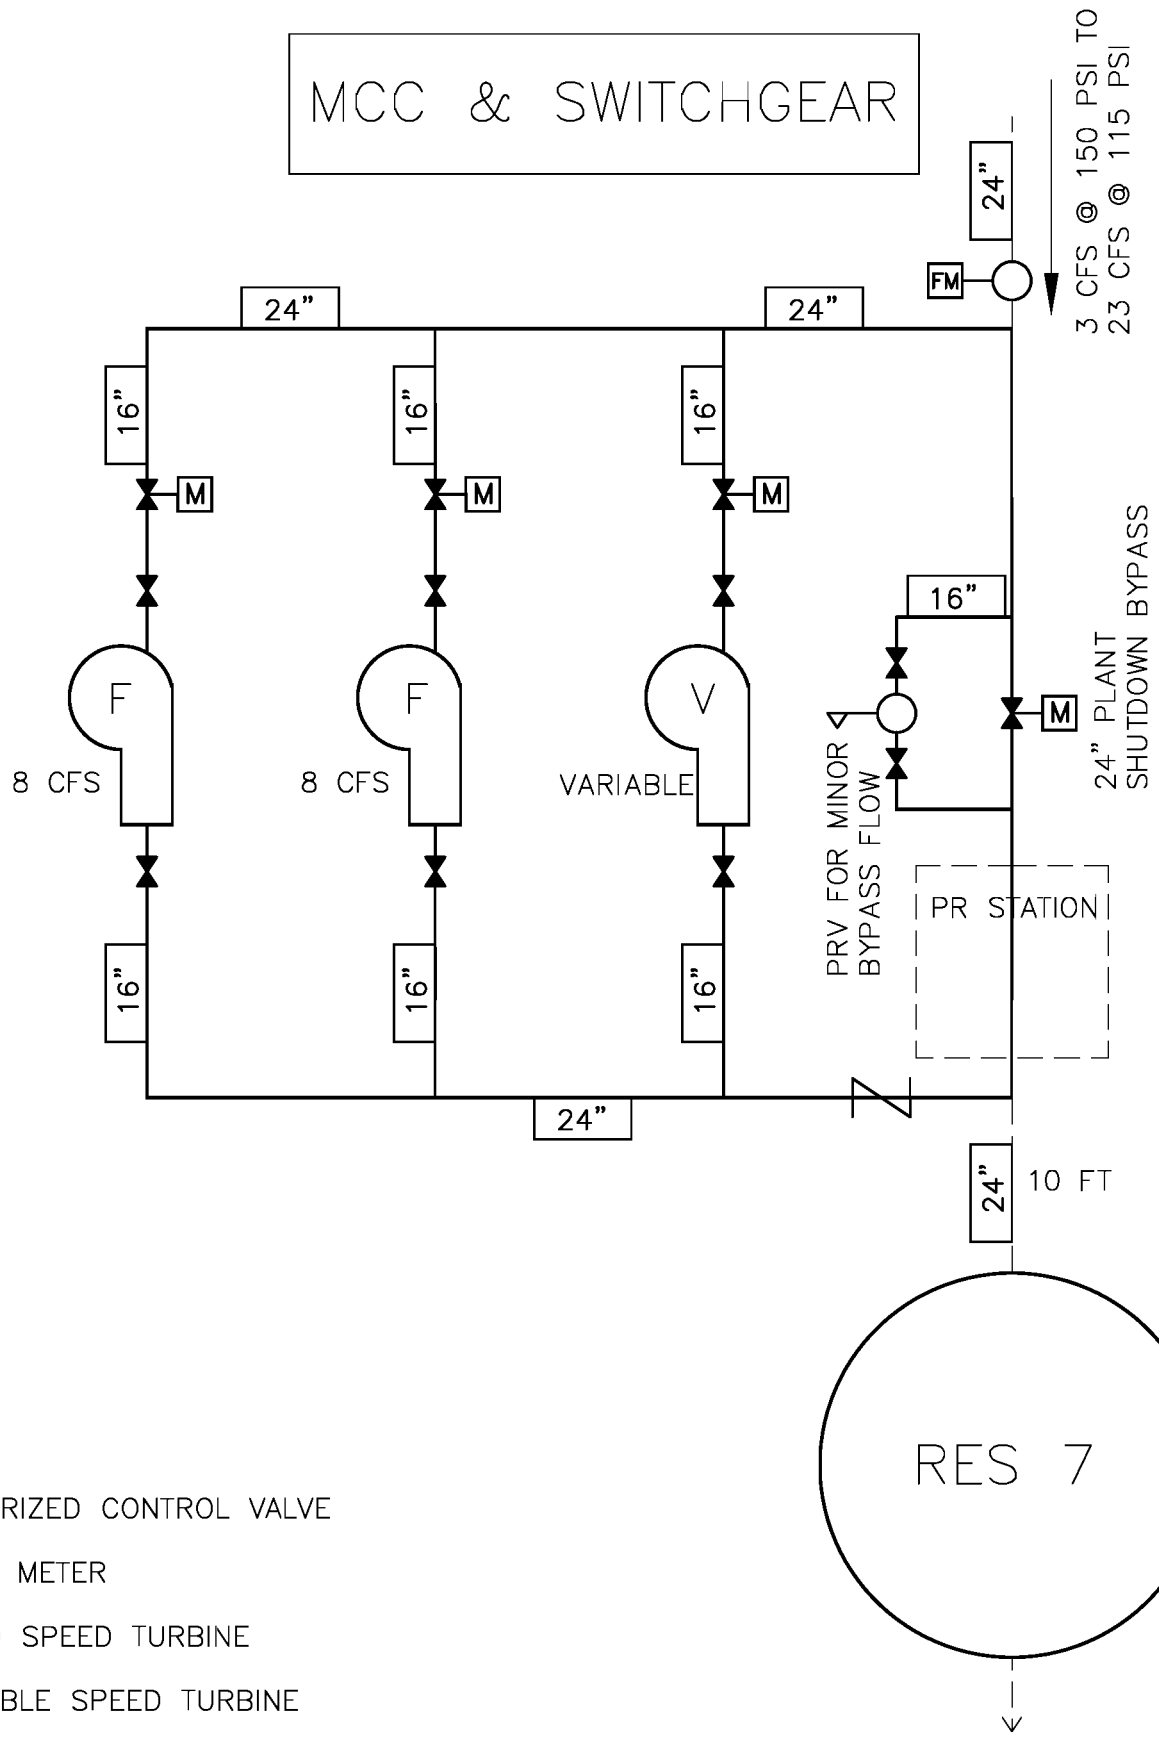 MCC & SWITCHGEAR
3 CFS @ 150 PSI TO
23 CFS @ 115 PSI
24"
FM
24"
24"
16"
16"
16"
M
M
M
16"
24" PLANT
SHUTDOWN BYPASS
F
F
V
M
8 CFS
8 CFS
VARIABLE
PRV FOR MINOR
BYPASS FLOW
PR STATION
16"
16"
16"
24"
24"
10 FT
RES 7
RIZED CONTROL VALVE
METER
SPEED TURBINE
BLE SPEED TURBINE